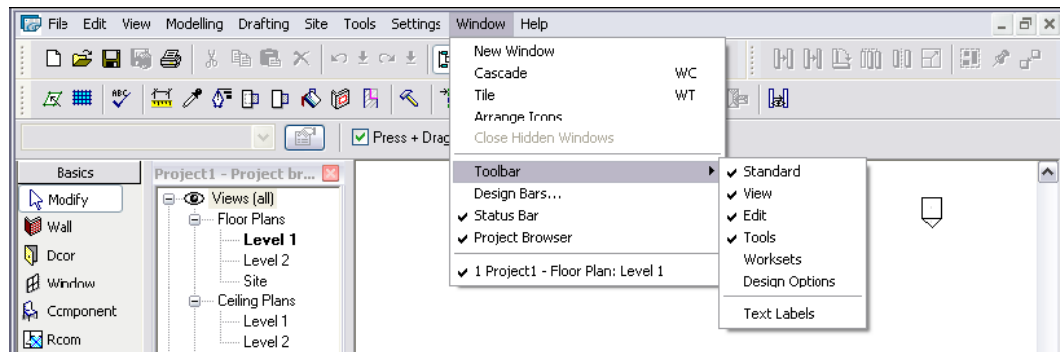 File Edit View Modelling Drafting Site Tools Settings Window Help
New Window
Cascade WC
Tile WT
Arrange Icons
Close Hidden Windows
Toolbar
Design Bars...
Status Bar
Project Browser
1 Project1 - Floor Plan: Level 1
Standard
View
Edit
Tools
Worksets
Design Options
Text Labels
ABC
Press + Drag
Basics
Modify
Wall
Door
Window
Component
Room
Project1 - Project br...
Views (all)
Floor Plans
Level 1
Level 2
Site
Ceiling Plans
Level 1
Level 2